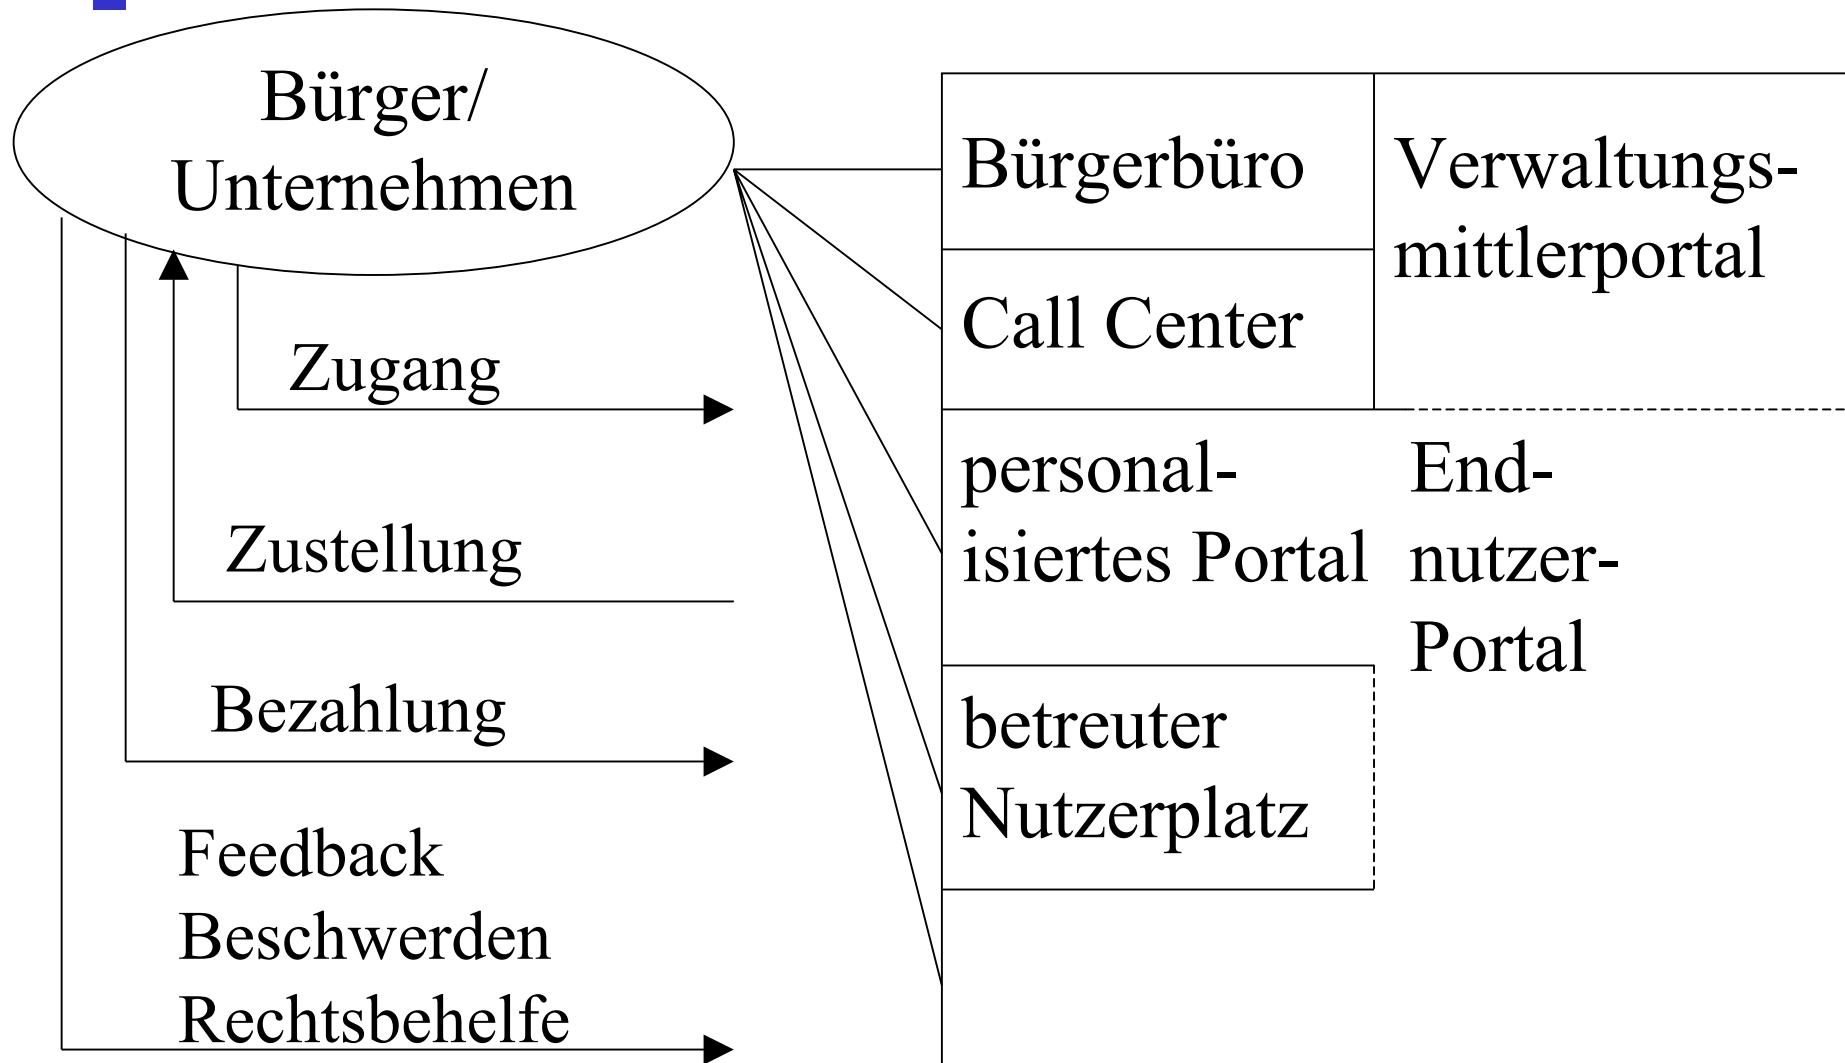 Bürger/
Unternehmen
Zugang
Zustellung
Bezahlung
Feedback
Beschwerden
Rechtsbehelfe
Bürgerbüro
Call Center
Verwaltungs-
mittlerportal
personal-
isiertes Portal
End-
nutzer-
Portal
betreuter
Nutzerplatz